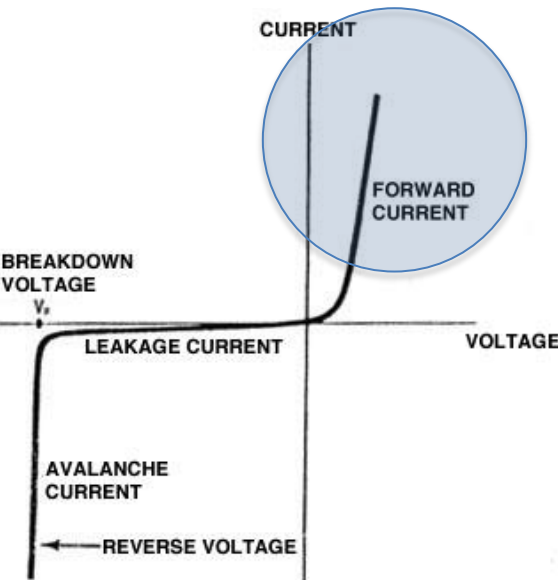 CURRENT
FORWARD
CURRENT
BREAKDOWN
VOLTAGE
LEAKAGE CURRENT
VOLTAGE
AVALANCHE
CURRENT
REVERSE VOLTAGE